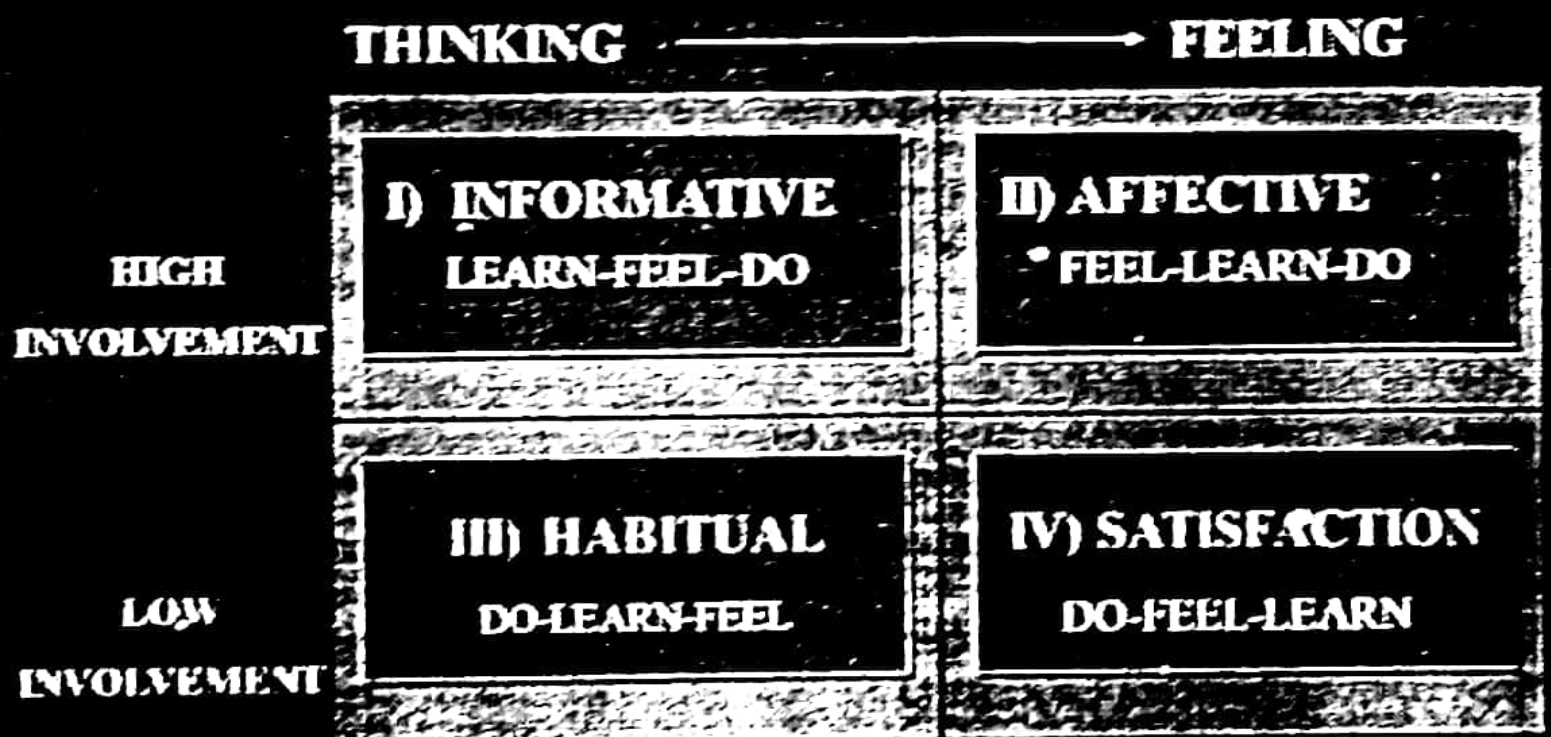 THINKING FEELING
I) INFORMATIVE
LEARN-FEEL-DO
II) AFFECTIVE
FEEL-LEARN-DO
HIGH
INVOLVEMENT
III) HABITUAL
DO-LEARN-FEEL
IV) SATISFACTION
DO-FEEL-LEARN
LOW
INVOLVEMENT